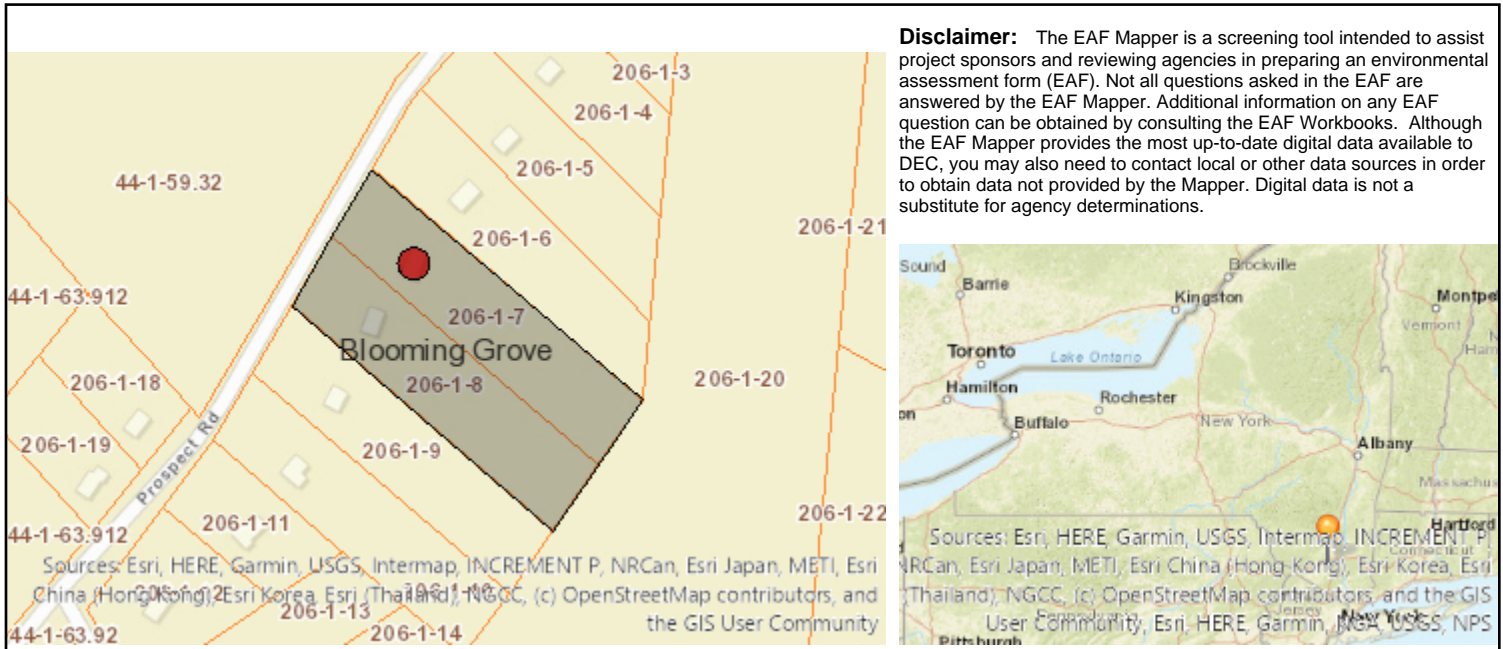 Disclaimer: The EAF Mapper is a screening tool intended to assist
project sponsors and reviewing agencies in preparing an environmental
assessment form (EAF). Not all questions asked in the EAF are
answered by the EAF Mapper. Additional information on any EAF
question can be obtained by consulting the EAF Workbooks. Although
the EAF Mapper provides the most up-to-date digital data available to
DEC, you may also need to contact local or other data sources in order
to obtain data not provided by the Mapper. Digital data is not a
substitute for agency determinations.
206-1-3
206-1-4
206-1-5
44-1-59.32
206-1-6
206-1-21
44-1-63.912
206-1-7
Blooming Grove
206-1-8
206-1-18
206-1-20
206-1-19
Prospect Rd
206-1-9
206-1-11
206-1-22
44-1-63.912
Sources: Esri, HERE, Garmin, USGS, Intermap, INCREMENT P, NRCan, Esri Japan, METI, Esri
China (Hong Kong), Esri Korea, Esri (Thailand), NGCC, (c) OpenStreetMap contributors, and
the GIS User Community
206-1-13
206-1-14
44-1-63.92
Sound
Barrie
Brockville
Kingston
Montpe
Vermont
Toronto
Lake Ontario
Hamilton
Rochester
Buffalo
New York
Albany
Massachus
Hartford
Connecticut
Sources: Esri, HERE, Garmin, USGS, Intermap, INCREMENT P,
NRCan, Esri Japan, METI, Esri China (Hong Kong), Esri Korea, Esri
(Thailand), NGCC, (c) OpenStreetMap contributors, and the GIS
User Community, Esri, HERE, Garmin, NGA, USGS, NPS
Pennsylvania
Jersey
New York
Pittsburgh